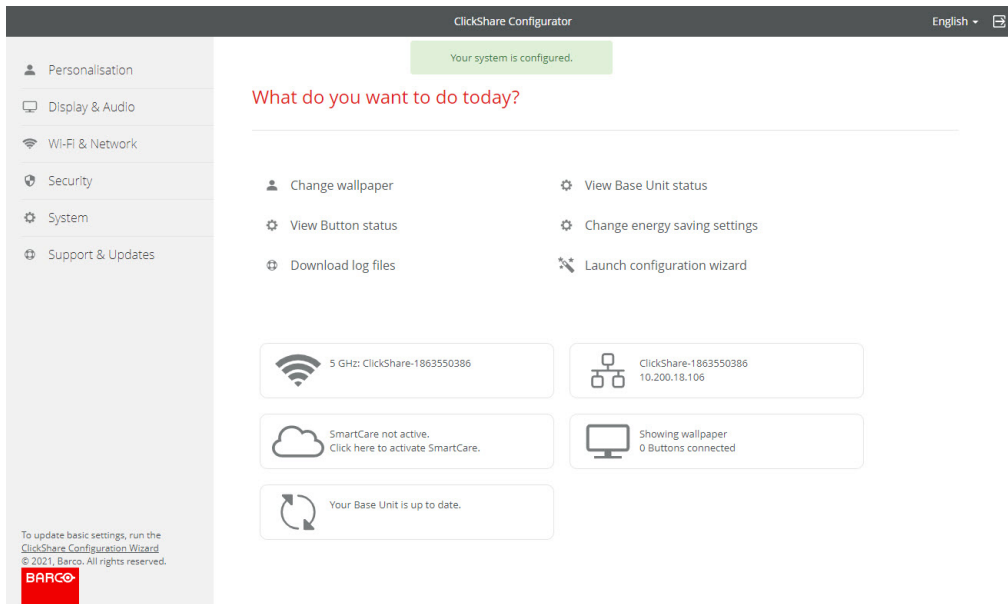 ClickShare Configurator
English
Your system is configured.
Personalisation
DIsplay & Audio
Wi-Fi & Network
Security
System
Support & Updates
What do you want to do today?
Change wallpaper
View Base Unit status
View Button status
Change energy saving settings
Download log files
Launch configuration wizard
5 GHz: ClickShare-1863550386
ClickShare-1863550386
10.200.18.106
SmartCare not active.
Click here to activate SmartCare.
Showing wallpaper
0 Buttons connected
Your Base Unit is up to date.
To update basic settings, run the
ClickShare Configuration Wizard
© 2021, Barco. All rights reserved.
BARCO